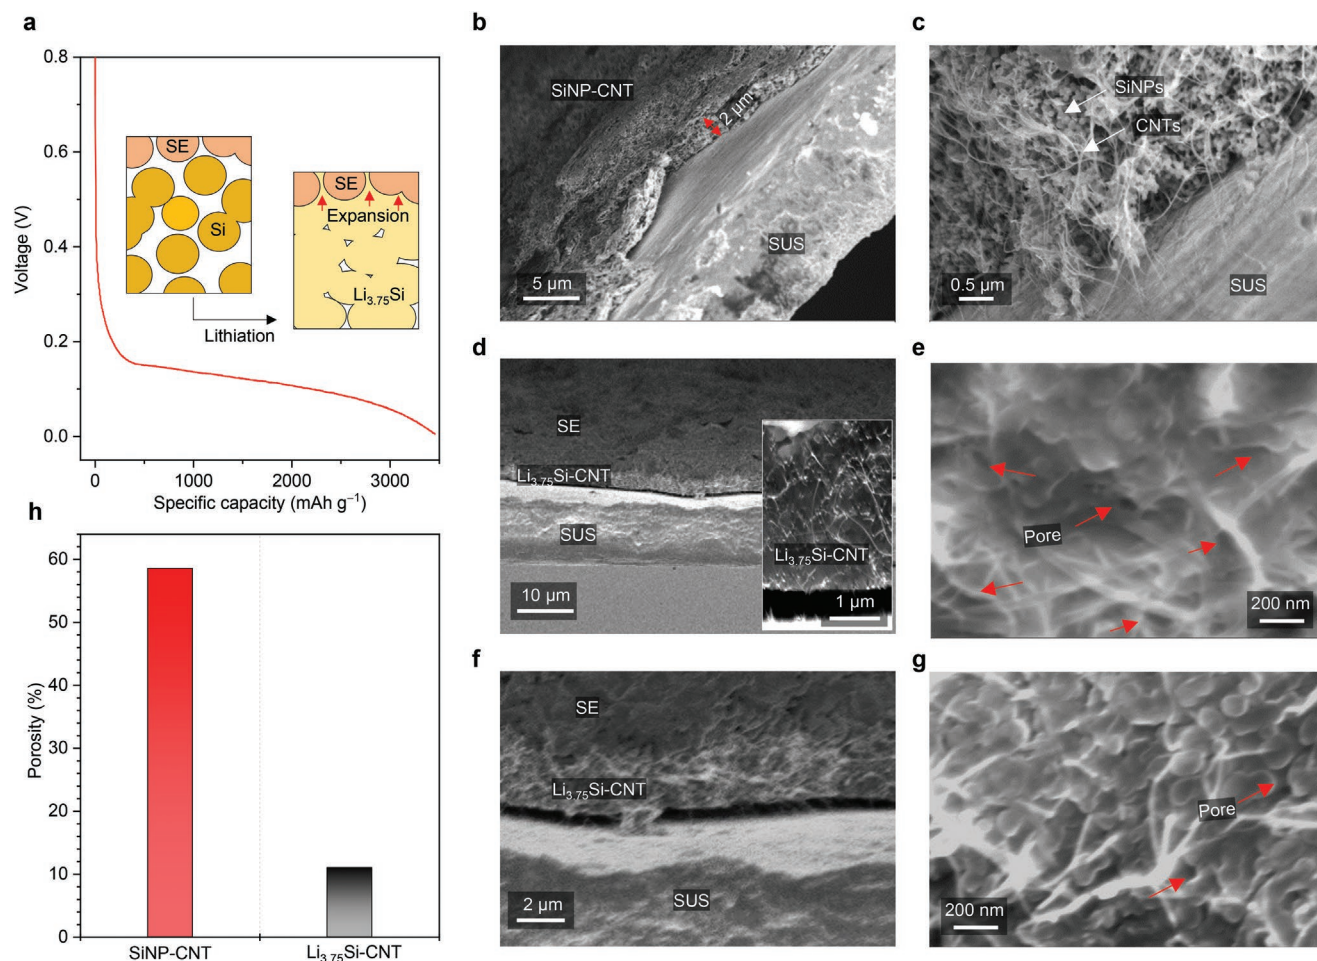 a
0.8
0.6
0.4
0.2
0.0
Voltage (V)
0
1000
2000
3000
Specific capacity (mAh g⁻¹)
SE
Si
Lithiation
SE
Expansion
Li₃.₇₅Si
b
SiNP-CNT
2 µm
SUS
5 µm
c
SiNPs
CNTs
SUS
0.5 µm
d
SE
Li₃.₇₅Si-CNT
SUS
10 µm
Li₃.₇₅Si-CNT
1 µm
e
Pore
200 nm
f
SE
Li₃.₇₅Si-CNT
SUS
2 µm
g
Pore
200 nm
h
60
50
40
30
20
10
0
Porosity (%)
SiNP-CNT
Li₃.₇₅Si-CNT